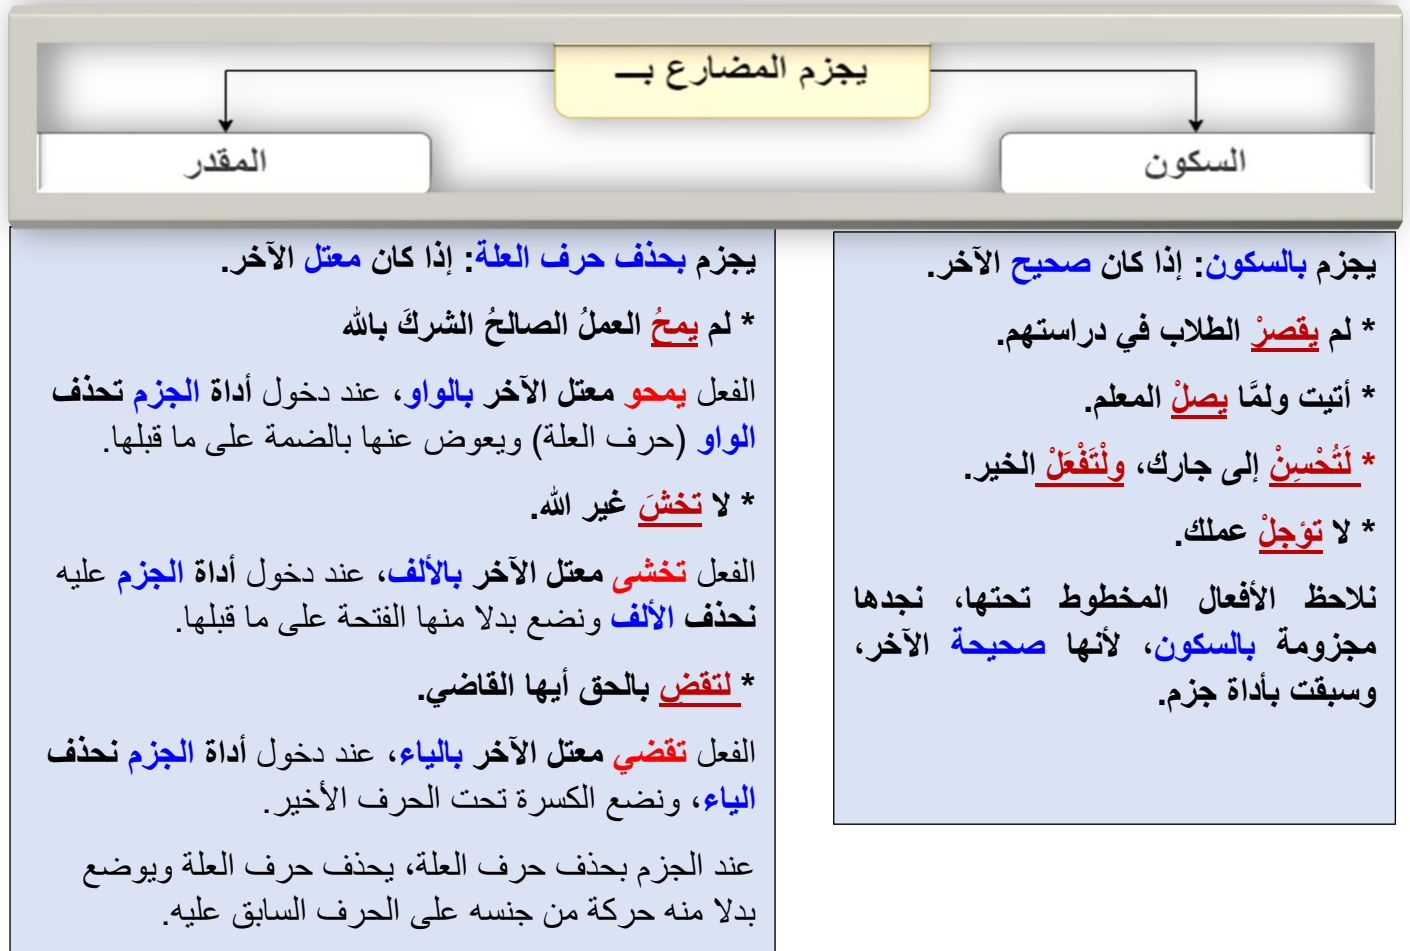 يجزم المضارع بـــ
السكون
المقدر
يجزم بالسكون: إذا كان صحيح الآخر.
* لم يقصرْ الطلاب في دراستهم.
* أتيت ولمَّا يصلْ المعلم.
* لَتُحْسِنْ إلى جارك، ولْتَفْعَلْ الخير.
* لا تؤجلْ عملك.
نلاحظ الأفعال المخطوط تحتها، نجدها
مجزومة بالسكون، لأنها صحيحة الآخر،
وسبقت بأداة جزم.
يجزم بحذف حرف العلة: إذا كان معتل الآخر.
* لم يمحُ العملُ الصالحُ الشركَ بالله
الفعل يمحو معتل الآخر بالواو، عند دخول أداة الجزم تحذف
الواو (حرف العلة) ويعوض عنها بالضمة على ما قبلها.
* لا تخشَ غير الله.
الفعل تخشى معتل الآخر بالألف، عند دخول أداة الجزم عليه
نحذف الألف ونضع بدلا منها الفتحة على ما قبلها.
* لتقضِ بالحق أيها القاضي.
الفعل تقضي معتل الآخر بالياء، عند دخول أداة الجزم نحذف
الياء، ونضع الكسرة تحت الحرف الأخير.
عند الجزم بحذف حرف العلة، يحذف حرف العلة ويوضع
بدلا منه حركة من جنسه على الحرف السابق عليه.